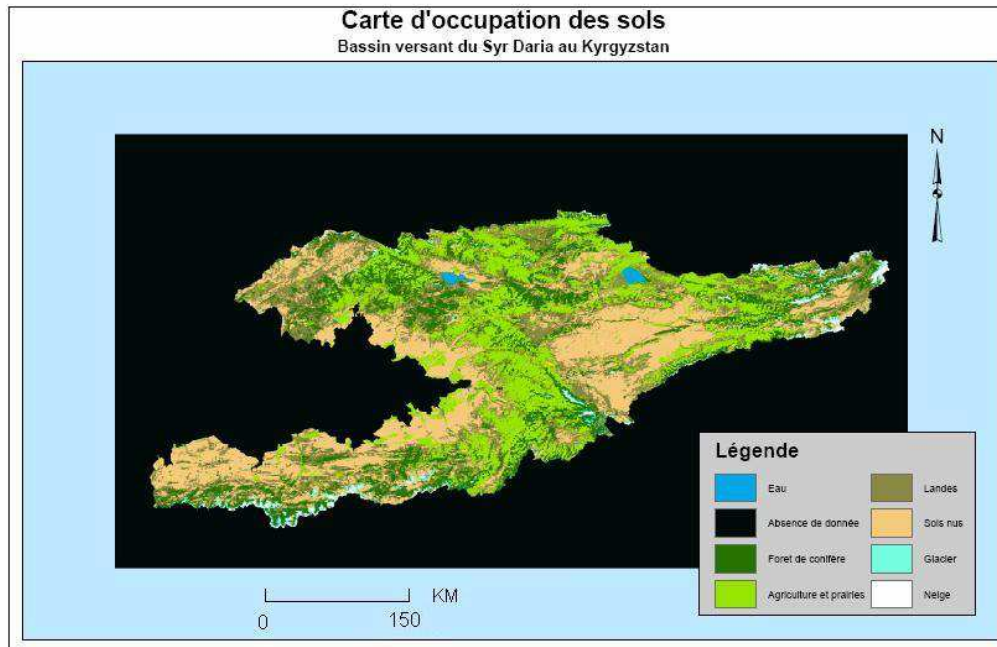 Carte d'occupation des sols
Bassin versant du Syr Daria au Kyrgyzstan
N
Légende
Eau
Landes
Absence de donnée
Sols nus
Foret de conifère
Glacier
Agriculture et prairies
Neige
KM
0 150